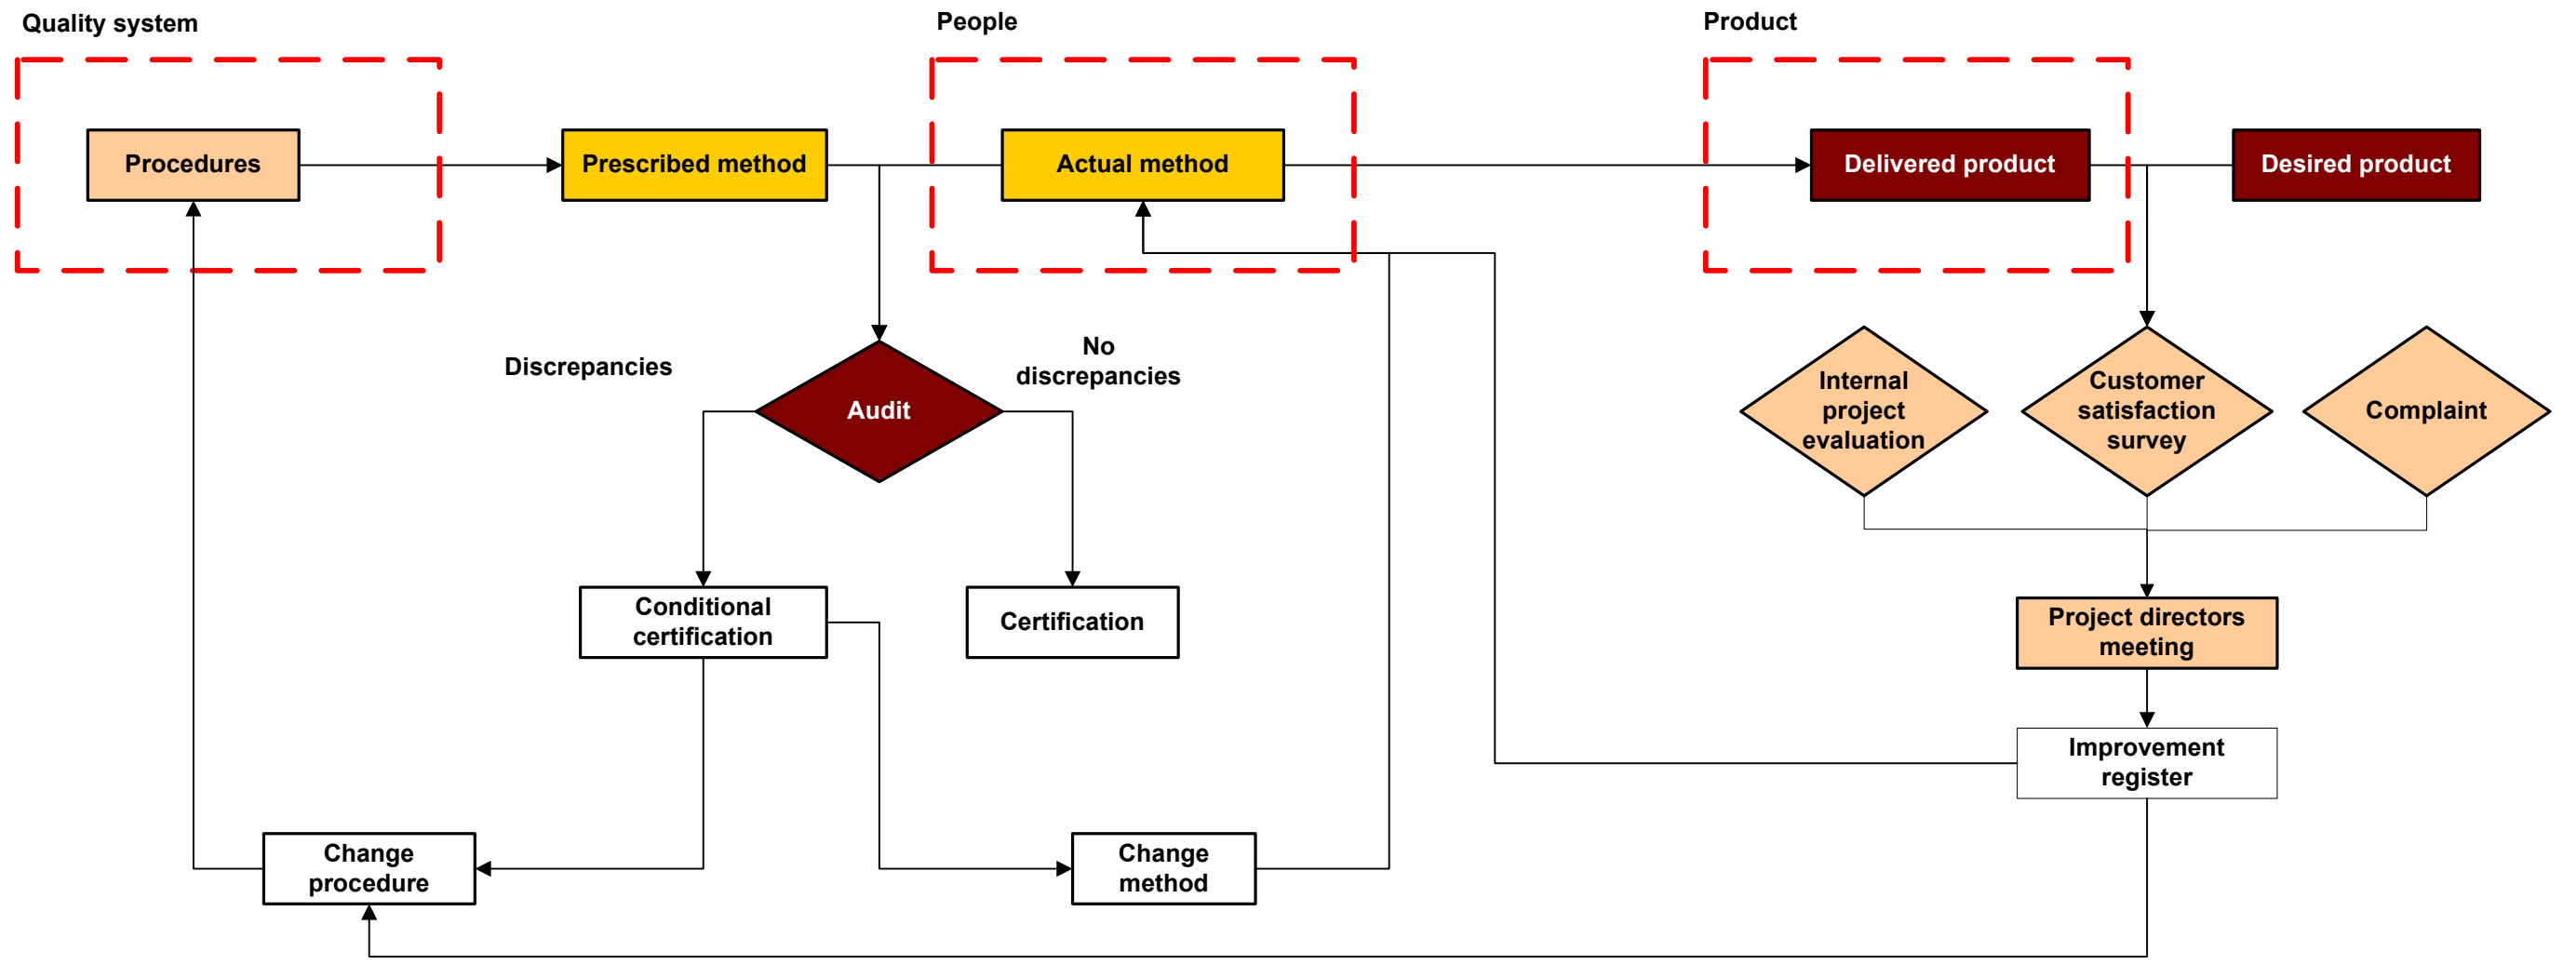 Quality system
People
Product
Procedures
Prescribed method
Actual method
Delivered product
Desired product
Discrepancies
No
discrepancies
Audit
Internal
project
evaluation
Customer
satisfaction
survey
Complaint
Conditional
certification
Certification
Project directors
meeting
Improvement
register
Change
procedure
Change
method